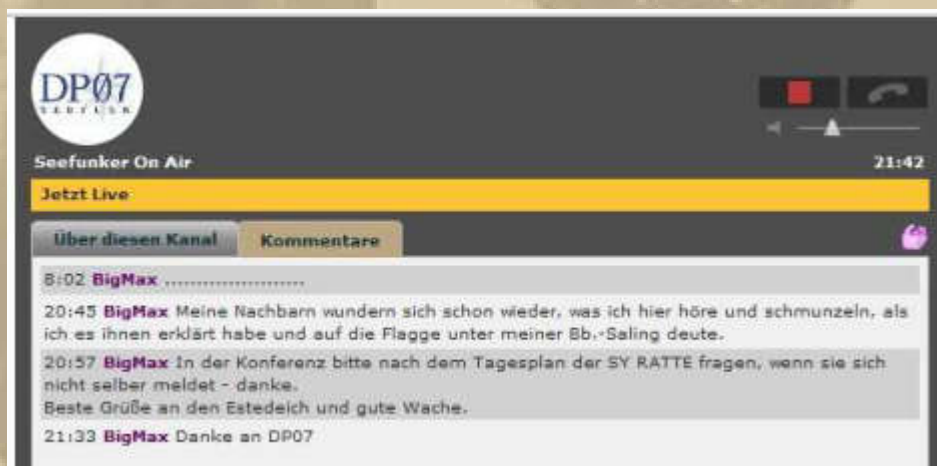 DP07
SEEFUNK
Seefunker On Air
21:42
Jetzt Live
Über diesen Kanal
Kommentare
8:02 BigMax ......................
20:45 BigMax Meine Nachbarn wundern sich schon wieder, was ich hier höre und schmunzeln, als
ich es ihnen erklärt habe und auf die Flagge unter meiner Bb.-Saling deute.
20:57 BigMax In der Konferenz bitte nach dem Tagesplan der SY RATTE fragen, wenn sie sich
nicht selber meldet - danke.
Beste Grüße an den Estedeich und gute Wache.
21:33 BigMax Danke an DP07